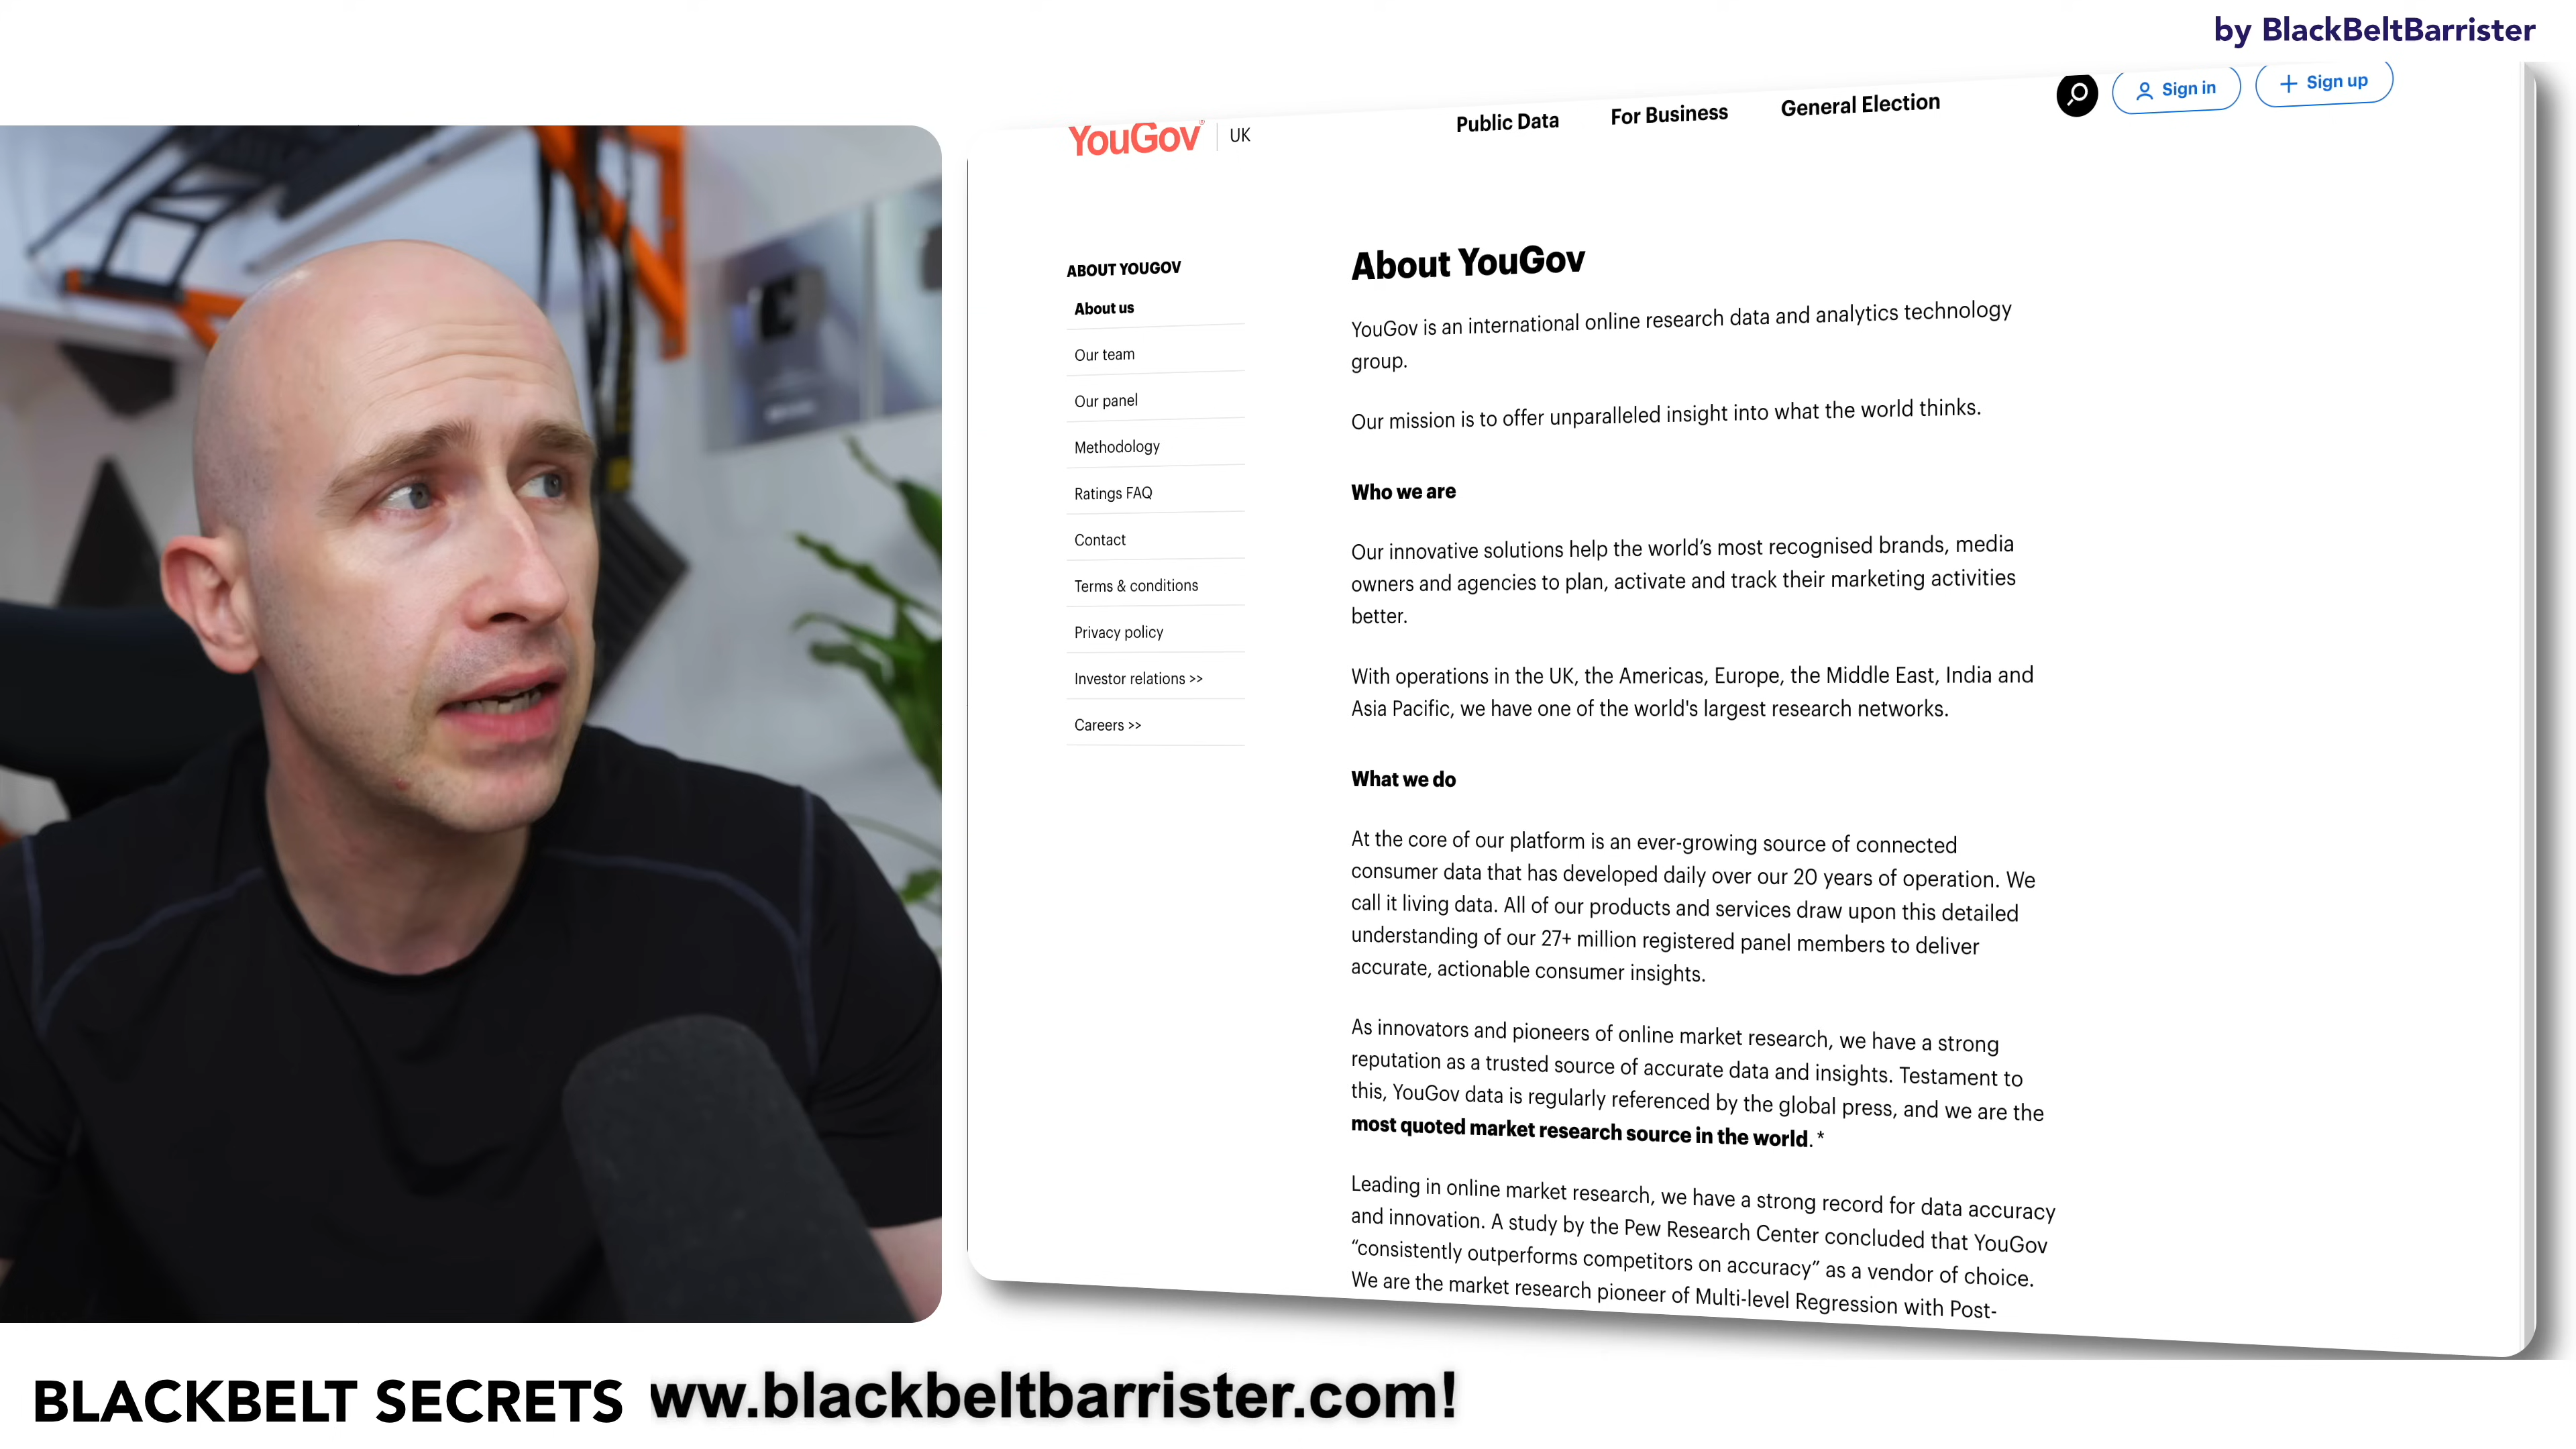 by BlackBeltBarrister
YouGov
UK
Public Data
For Business
General Election
Sign in
Sign up
ABOUT YOUGOV
About us
Our team
Our panel
Methodology
Ratings FAQ
Contact
Terms & conditions
Privacy policy
Investor relations >>
Careers >>
About YouGov
YouGov is an international online research data and analytics technology
group.
Our mission is to offer unparalleled insight into what the world thinks.
Who we are
Our innovative solutions help the world’s most recognised brands, media
owners and agencies to plan, activate and track their marketing activities
better.
With operations in the UK, the Americas, Europe, the Middle East, India and
Asia Pacific, we have one of the world's largest research networks.
What we do
At the core of our platform is an ever-growing source of connected
consumer data that has developed daily over our 20 years of operation. We
call it living data. All of our products and services draw upon this detailed
understanding of our 27+ million registered panel members to deliver
accurate, actionable consumer insights.
As innovators and pioneers of online market research, we have a strong
reputation as a trusted source of accurate data and insights. Testament to
this, YouGov data is regularly referenced by the global press, and we are the
most quoted market research source in the world. *
Leading in online market research, we have a strong record for data accuracy
and innovation. A study by the Pew Research Center concluded that YouGov
“consistently outperforms competitors on accuracy” as a vendor of choice.
We are the market research pioneer of Multi-level Regression with Post-
BLACKBELT SECRETS ww.blackbeltbarrister.com!